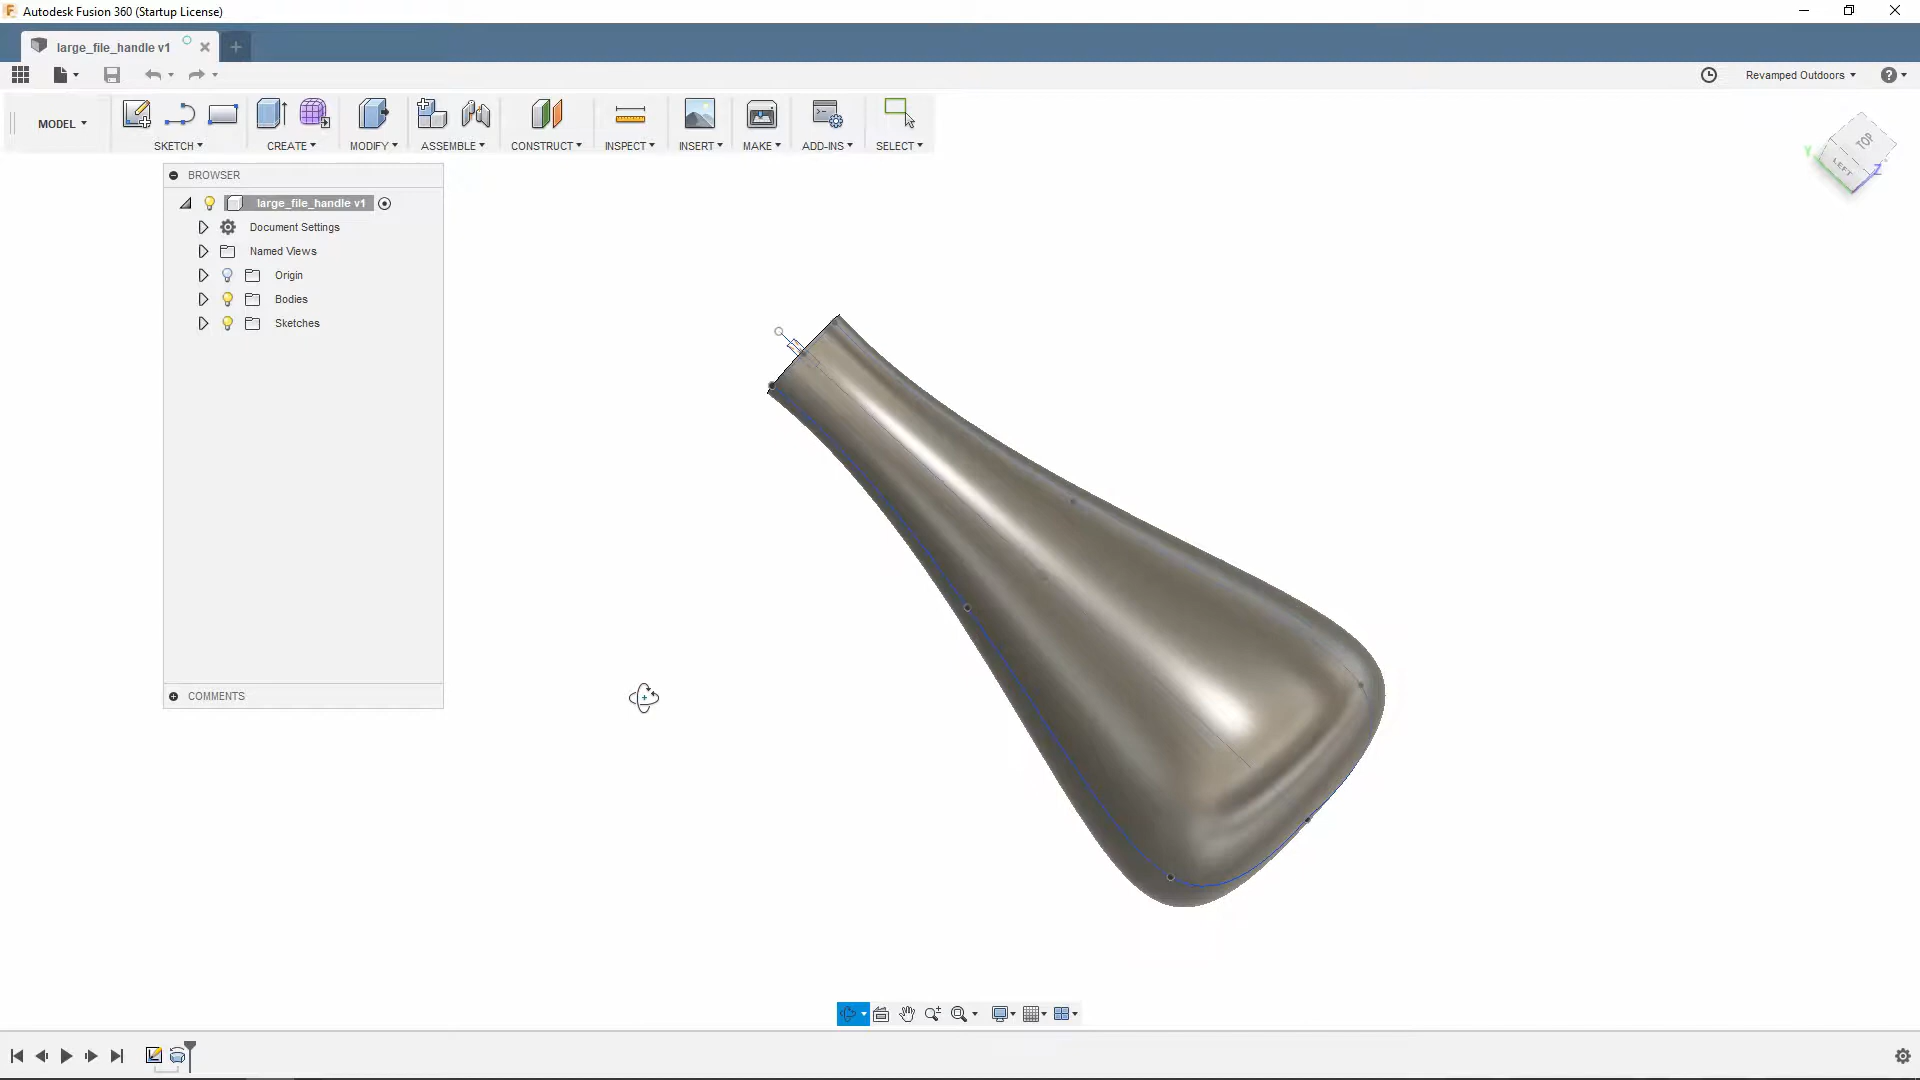 Autodesk Fusion 360 (Startup License)
large_file_handle v1
Revamped Outdoors
MODEL
SKETCH
CREATE
MODIFY
ASSEMBLE
CONSTRUCT
INSPECT
INSERT
MAKE
ADD-INS
SELECT
TOP
LEFT
Y
Z
BROWSER
large_file_handle v1
Document Settings
Named Views
Origin
Bodies
Sketches
COMMENTS